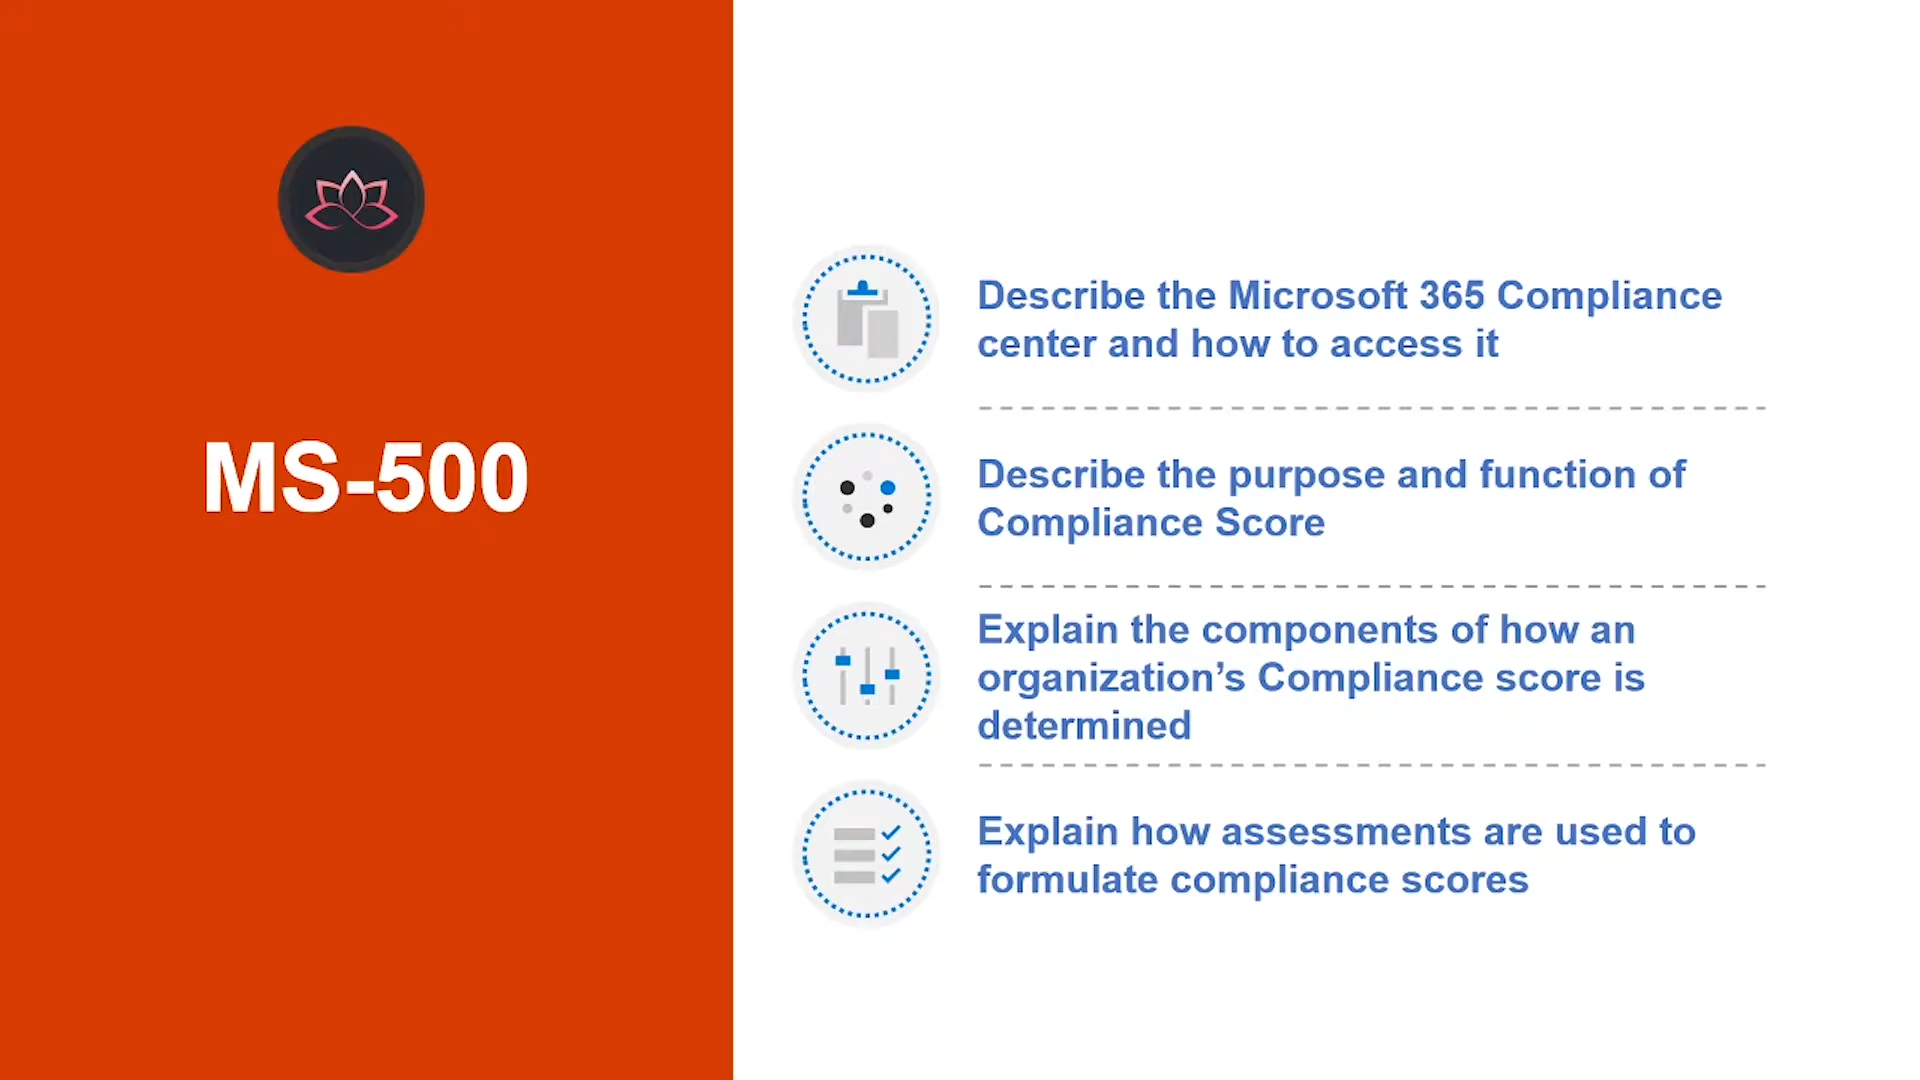 MS-500
Describe the Microsoft 365 Compliance
center and how to access it
Describe the purpose and function of
Compliance Score
Explain the components of how an
organization’s Compliance score is
determined
Explain how assessments are used to
formulate compliance scores